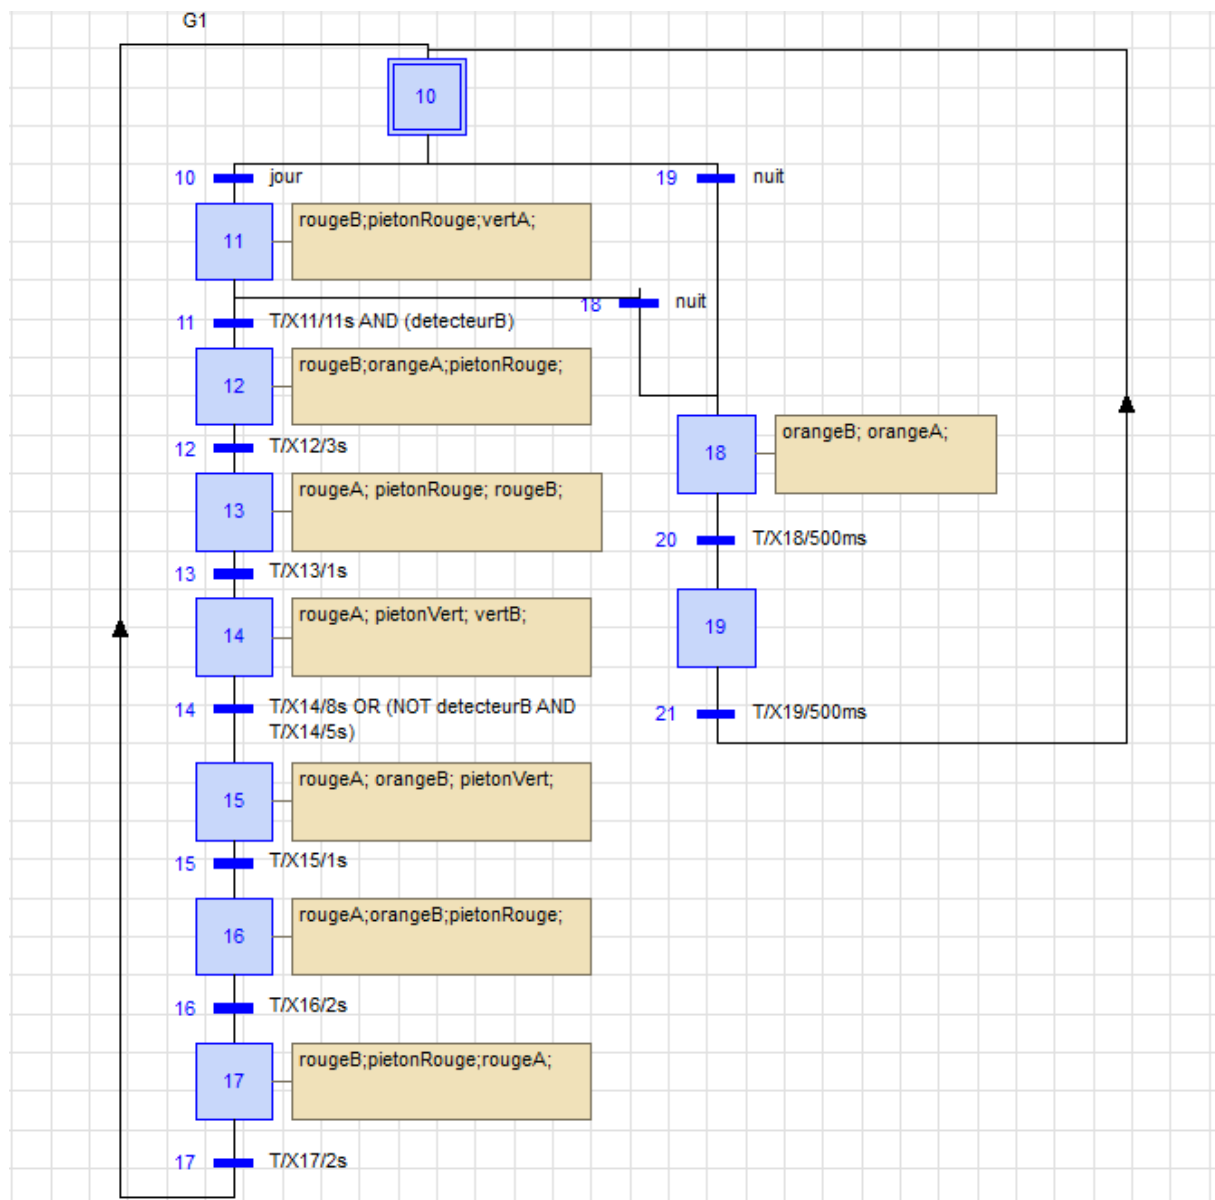 G1
10
10 jour
19 nuit
11
rougeB;pietonRouge;vertA;
18 nuit
11 T/X11/11s AND (detecteurB)
12
rougeB;orangeA;pietonRouge;
12 T/X12/3s
13
rougeA; pietonRouge; rougeB;
13 T/X13/1s
14
rougeA; pietonVert; vertB;
14 T/X14/8s OR (NOT detecteurB AND
T/X14/5s)
15
rougeA; orangeB; pietonVert;
15 T/X15/1s
16
rougeA;orangeB;pietonRouge;
16 T/X16/2s
17
rougeB;pietonRouge;rougeA;
17 T/X17/2s
18
orangeB; orangeA;
20 T/X18/500ms
19
21 T/X19/500ms